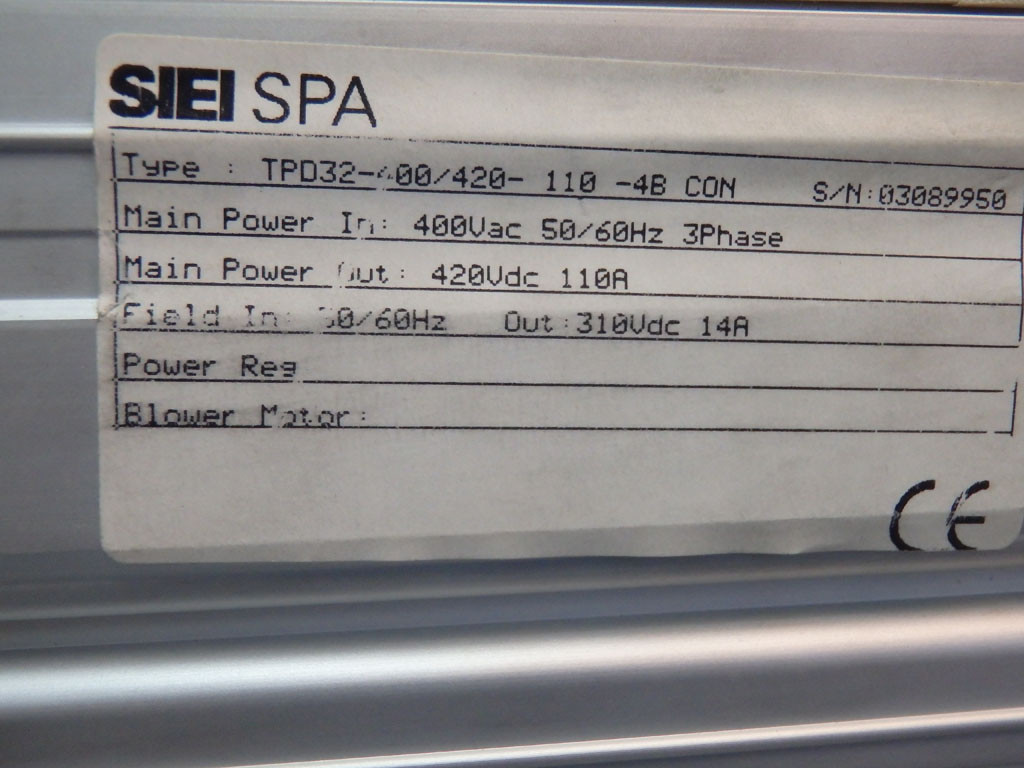 SIEI SPA
Type : TPD32-400/420- 110 -4B CON S/N:03089950
Main Power In: 400Vac 50/60Hz 3Phase
Main Power Out: 420Vdc 110A
Field In: 50/60Hz Out:310Vdc 14A
Power Reg
Blower Motor:
CE